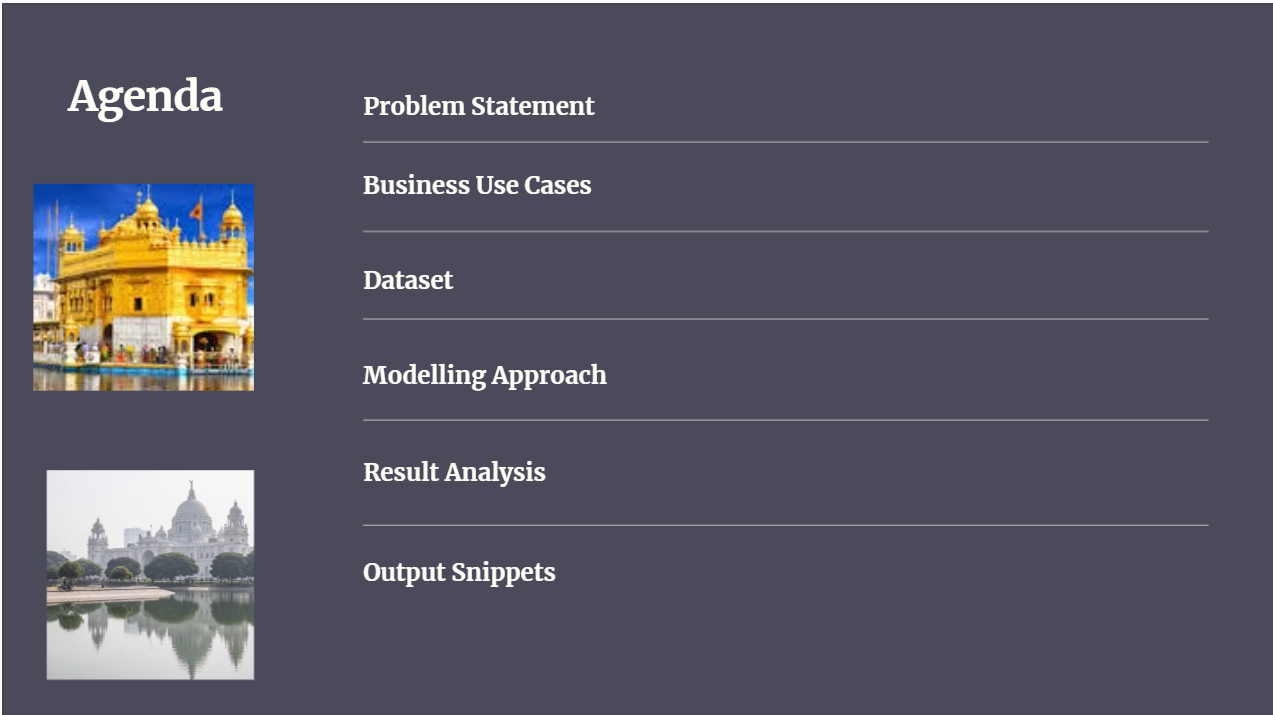 Agenda
Problem Statement
Business Use Cases
Dataset
Modelling Approach
Result Analysis
Output Snippets